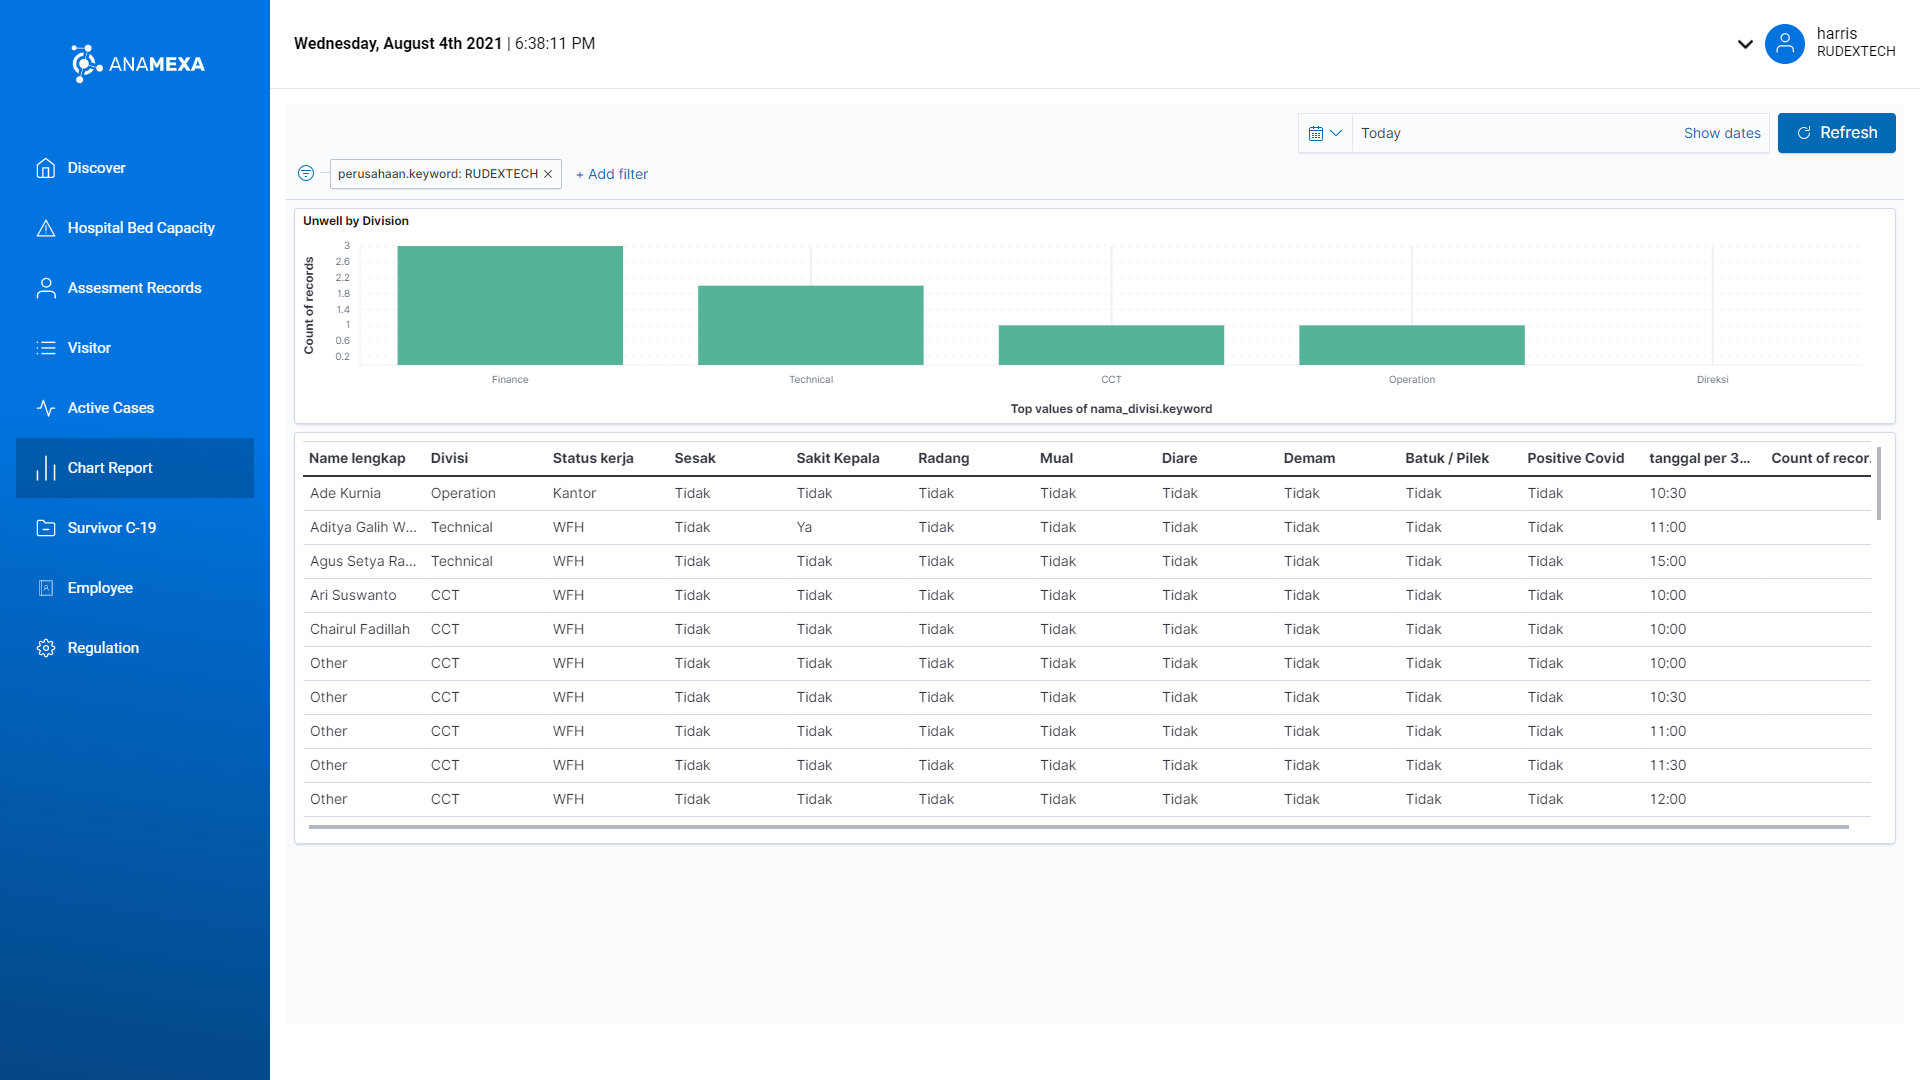 ANAMEXA
Wednesday, August 4th 2021 | 6:38:11 PM
harris
RUDEXTECH
Discover
Hospital Bed Capacity
Assesment Records
Visitor
Active Cases
Chart Report
Survivor C-19
Employee
Regulation
Today Show dates Refresh
perusahaan.keyword: RUDEXTECH × + Add filter
Unwell by Division
Count of records
3
2.6
2.2
1.8
1.4
1
0.6
0.2
Finance Technical CCT Operation Direksi
Top values of nama_divisi.keyword
Name lengkap Divisi Status kerja Sesak Sakit Kepala Radang Mual Diare Demam Batuk / Pilek Positive Covid tanggal per 3... Count of recor.
Ade Kurnia Operation Kantor Tidak Tidak Tidak Tidak Tidak Tidak Tidak Tidak 10:30
Aditya Galih W... Technical WFH Tidak Ya Tidak Tidak Tidak Tidak Tidak Tidak 11:00
Agus Setya Ra... Technical WFH Tidak Tidak Tidak Tidak Tidak Tidak Tidak Tidak 15:00
Ari Suswanto CCT WFH Tidak Tidak Tidak Tidak Tidak Tidak Tidak Tidak 10:00
Chairul Fadillah CCT WFH Tidak Tidak Tidak Tidak Tidak Tidak Tidak Tidak 10:00
Other CCT WFH Tidak Tidak Tidak Tidak Tidak Tidak Tidak Tidak 10:00
Other CCT WFH Tidak Tidak Tidak Tidak Tidak Tidak Tidak Tidak 10:30
Other CCT WFH Tidak Tidak Tidak Tidak Tidak Tidak Tidak Tidak 11:00
Other CCT WFH Tidak Tidak Tidak Tidak Tidak Tidak Tidak Tidak 11:30
Other CCT WFH Tidak Tidak Tidak Tidak Tidak Tidak Tidak Tidak 12:00